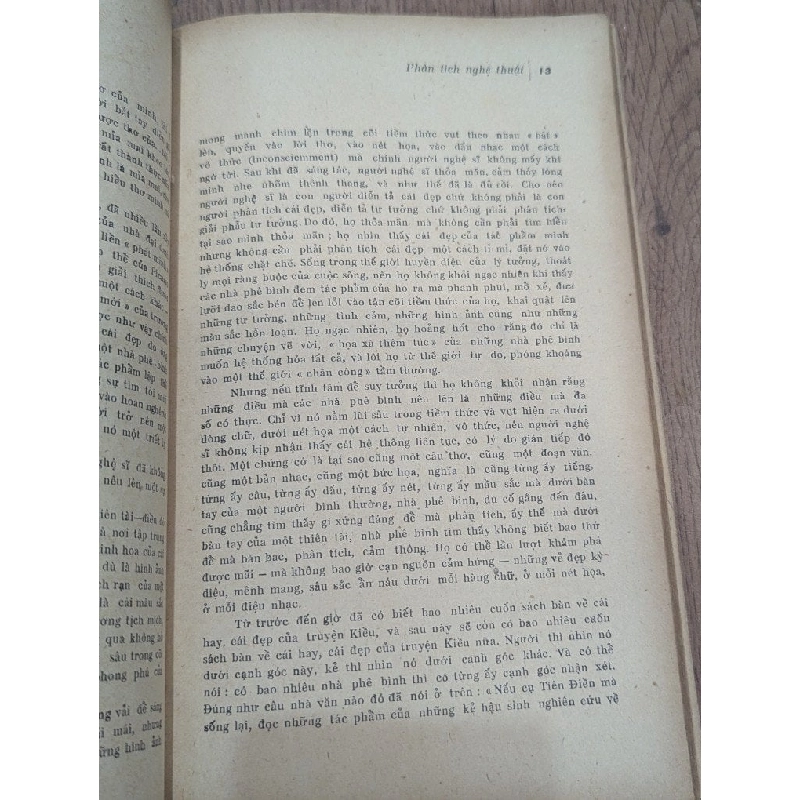 Phân tích nghệ thuật 13
mong manh chìm lặn trong cõi tiềm thức vụt theo nhau « hút »
lên, quyến vào lời thơ, vào nét họa, vào dấu nhạc một cách
vô thức (Inconsciemment) mà chính người nghệ sĩ không mấy khi
ngờ tới. Sau khi đã sáng tác, người nghệ sĩ thỏa mãn, cảm thấy lòng
mình nhẹ nhõm thênh thang, và như thế đã là đủ rồi. Cho nên
người nghệ sĩ là con người diễn tả cái đẹp chứ không phải là con
người phân tích cái đẹp, diễn tả tư tưởng chứ không phải phân tích-
giải phẫu tư tưởng. Do đó, họ thỏa mãn mà không cần phải tìm hiểu
tại sao mình thỏa mãn ; họ nhìn thấy cái đẹp của tác phẩm mình
nhưng không cần phải phân tích cái đẹp một cách tỉ mỉ, đặt nó vào
hệ thống chặt chẽ. Sống trong thế giới huyền diệu của lý tưởng, thoát
ly mọi ràng buộc của cuộc sống, nên họ không khỏi ngạc nhiên khi thấy
các nhà phê bình đem tác phẩm của họ ra phanh phui, mổ xẻ, đưa
lưỡi dao sắc bén để len lỏi vào tận cõi tiềm thức của họ, khai quật lên
những tư tưởng, những tình cảm, những hình ảnh cũng như những
màu sắc hỗn loạn. Họ ngạc nhiên, họ hoảng hốt cho rằng đó chỉ là
những chuyện vẽ vời, « họa xà thêm túc » của những nhà phê bình
muốn hệ thống hóa tất cả, và lôi họ từ thế giới tự do, phóng khoáng
vào một thế giới « nhân công » tầm thường.
Nhưng nếu tĩnh tâm để suy tưởng thì họ không khỏi nhận rằng
những điều mà các nhà phê bình nêu lên là những điều mà đa
số có thực. Chỉ vì nó nằm lùi sâu trong tiềm thức và vụt hiện ra dưới
dòng chữ, dưới nét họa một cách tự nhiên, vô thức, nên người nghệ
sĩ không kịp nhận thấy cái hệ thống liên tục, có lý do gián tiếp đó
thôi. Một chứng cớ là tại sao cũng một câu thơ, cũng một đoạn văn,
cũng một bản nhạc, cũng một bức họa, nghĩa là cũng từng ấy tiếng,
từng ấy câu, từng ấy dấu, từng ấy nét, từng ấy màu sắc mà dưới bàn
tay của một người bình thường, nhà phê bình, dù cố gắng đến đâu,
cũng chẳng tìm thấy gì xứng đáng để mà phân tích, ấy thế mà dưới
bàn tay của một thiên tài, nhà phê bình tìm thấy không biết bao thứ
để mà bàn bạc, phân tích, cảm thông. Họ có thể lần lượt khám phá
được mãi — mà không bao giờ cạn nguồn cảm hứng — những vẻ đẹp kỳ
diệu, mênh mang, sâu sắc ẩn náu dưới mỗi hàng chữ, ở mỗi nét họa,
ở mỗi điệu nhạc.
Từ trước đến giờ đã có biết bao nhiêu cuốn sách bàn về cái
hay, cái đẹp của truyện Kiều, và sau này sẽ còn có bao nhiêu cuốn
sách bàn về cái hay, cái đẹp của truyện Kiều nữa. Người thì nhìn nó
dưới cạnh góc này, kẻ thì nhìn nó dưới cạnh góc khác. Và có thể
nói : có bao nhiêu nhà phê bình thì có từng ấy cạnh góc nhận xét.
Đúng như câu nhà văn nào đó đã nói ở trên : « Nếu cụ Tiên Điền mà
sống lại, đọc những tác phẩm của những kẻ hậu sinh nghiên cứu về